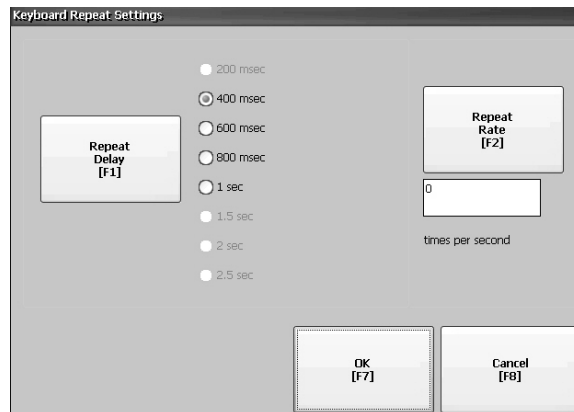 Keyboard Repeat Settings
200 msec
400 msec
600 msec
800 msec
1 sec
1.5 sec
2 sec
2.5 sec
Repeat
Delay
[F1]
Repeat
Rate
[F2]
0
times per second
OK
[F7]
Cancel
[F8]